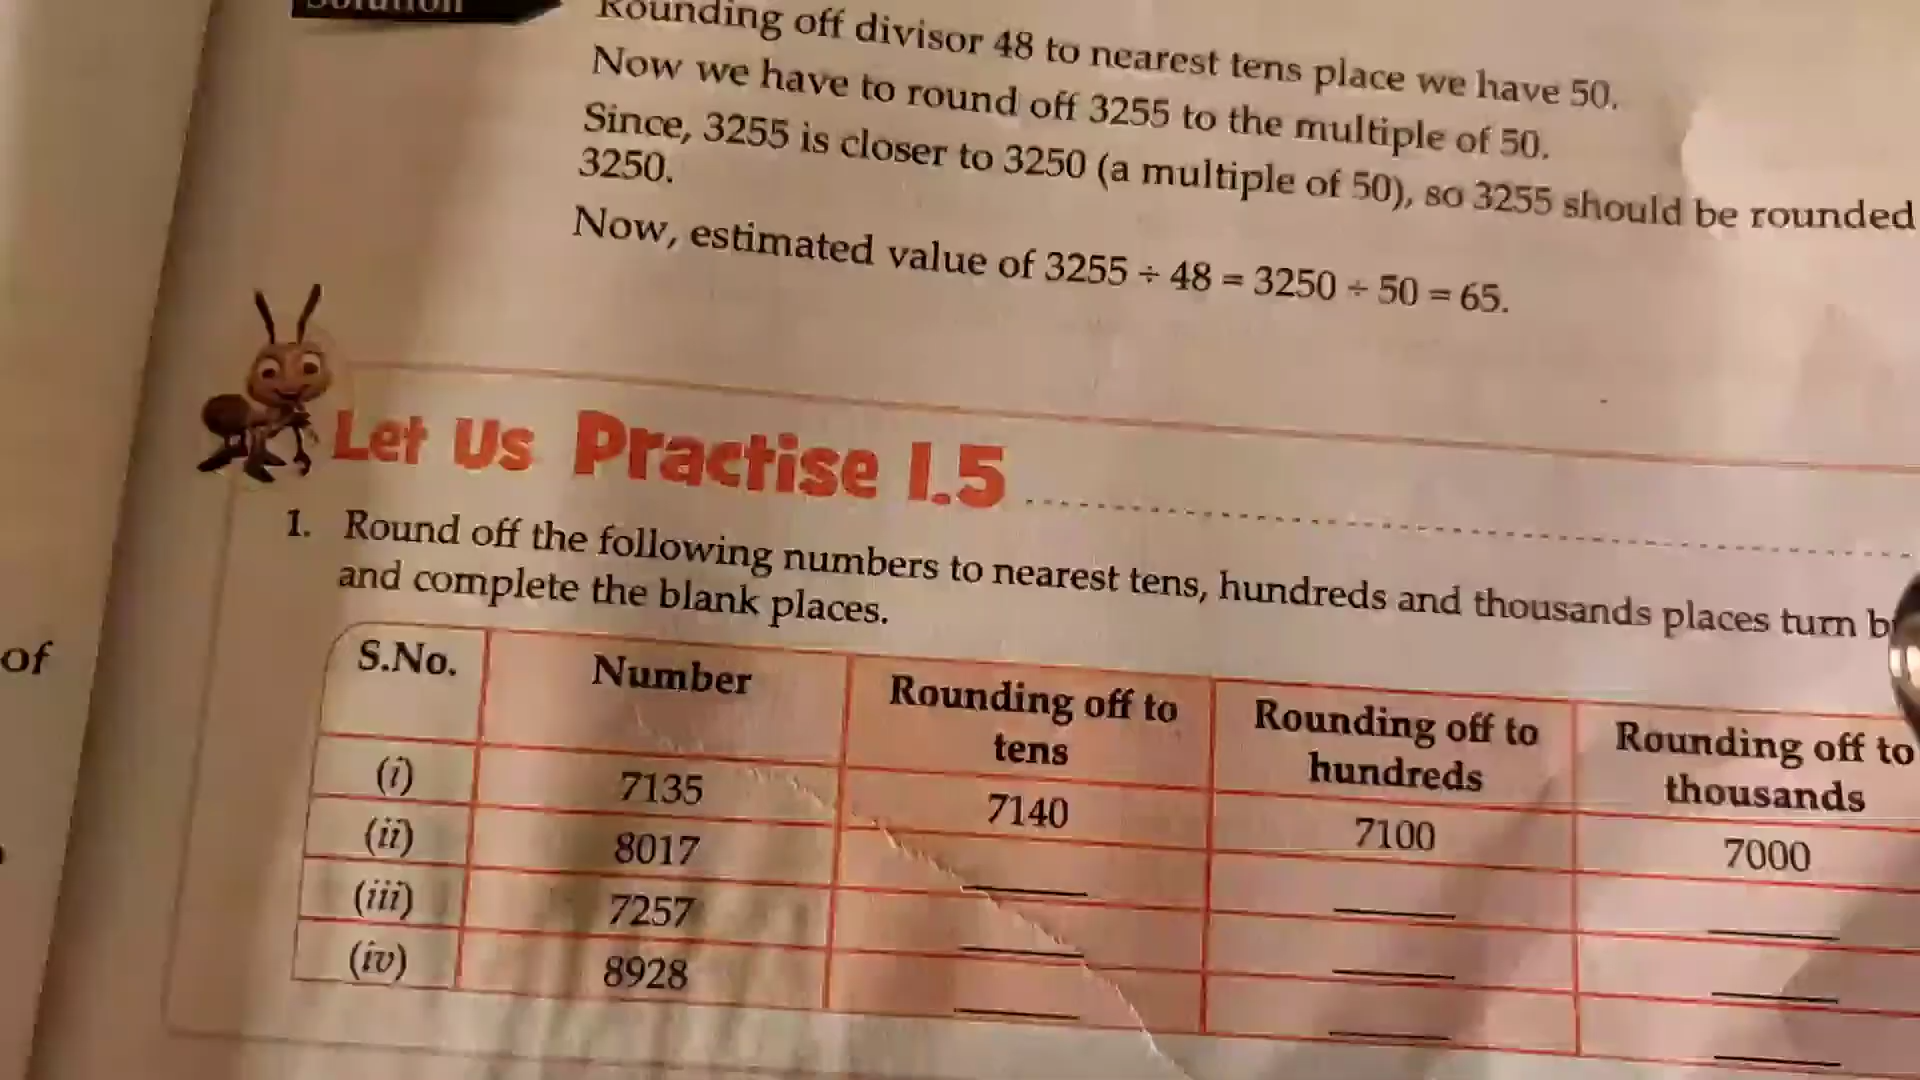 Solution
Rounding off divisor 48 to nearest tens place we have 50.
Now we have to round off 3255 to the multiple of 50.
Since, 3255 is closer to 3250 (a multiple of 50), so 3255 should be rounded
3250.
Now, estimated value of 3255 ÷ 48 = 3250 ÷ 50 = 65.
Let Us Practise 1.5
1. Round off the following numbers to nearest tens, hundreds and thousands places turn
and complete the blank places.
of
S.No. Number Rounding off to tens Rounding off to hundreds Rounding off to thousands
(i) 7135 7140 7100 7000
(ii) 8017
(iii) 7257
(iv) 8928